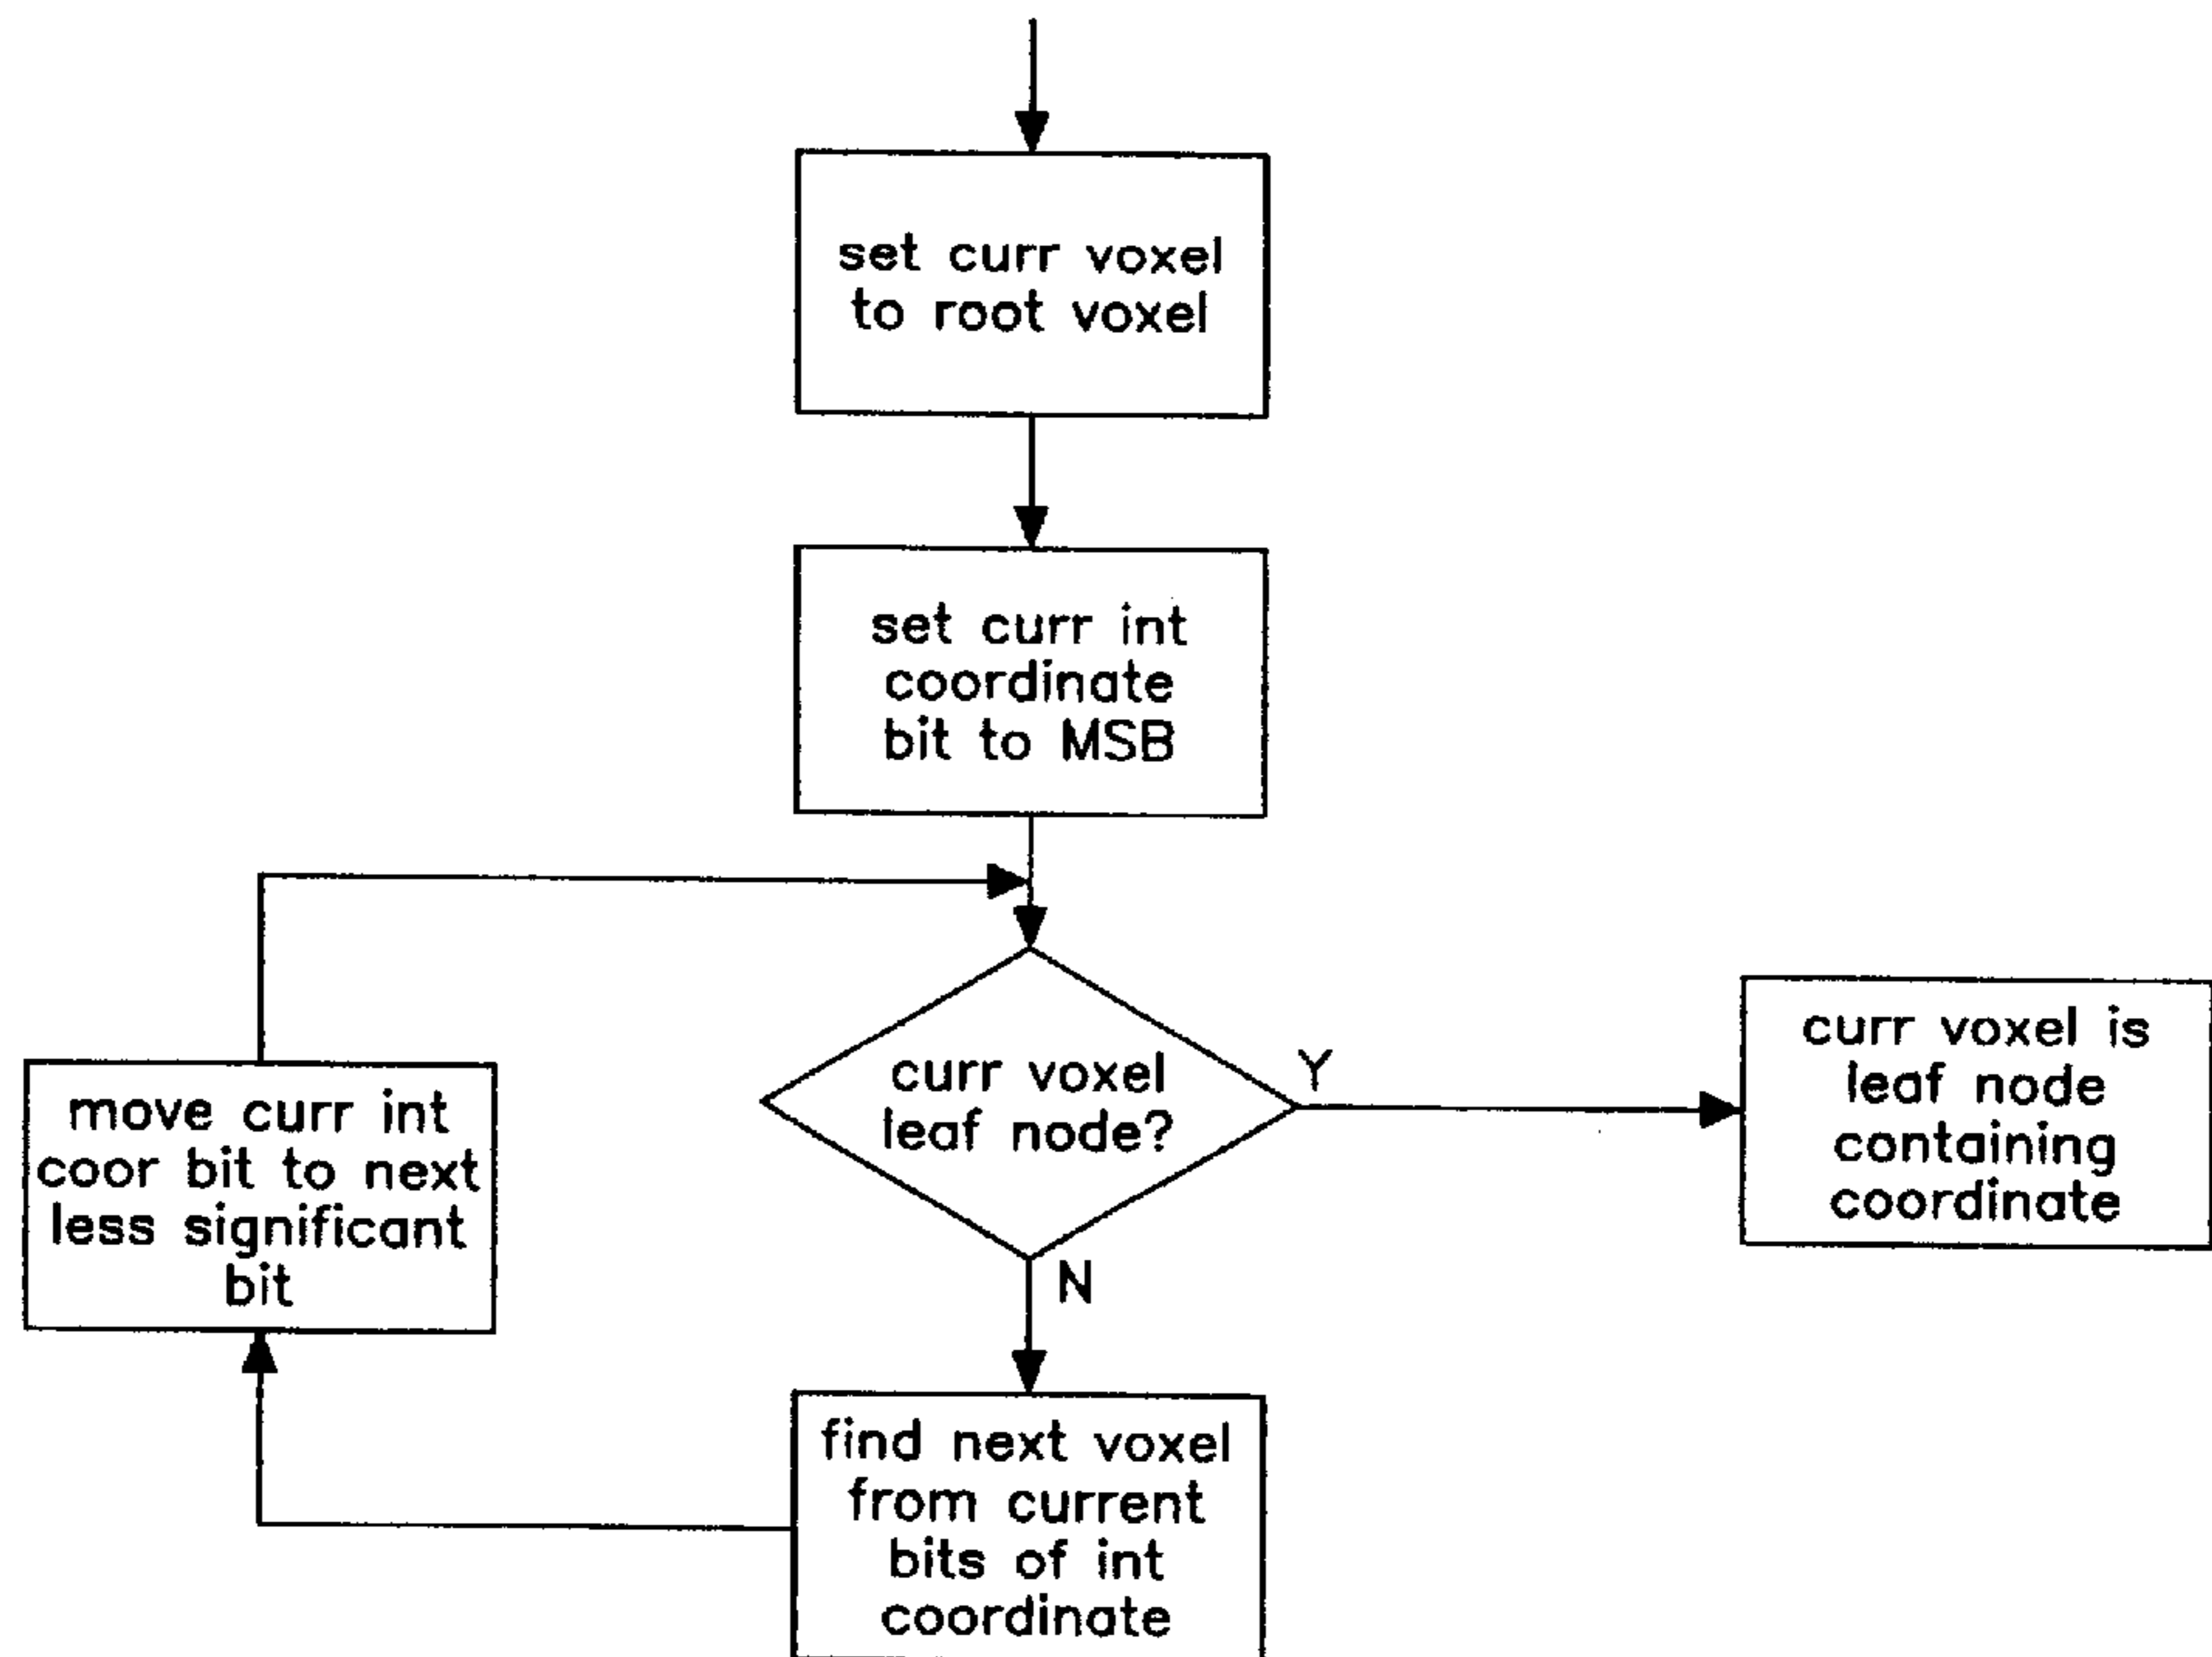 set curr voxel
to root voxel
set curr int
coordinate
bit to MSB
curr voxel
leaf node?
Y
N
curr voxel is
leaf node
containing
coordinate
find next voxel
from current
bits of int
coordinate
move curr int
coor bit to next
less significant
bit